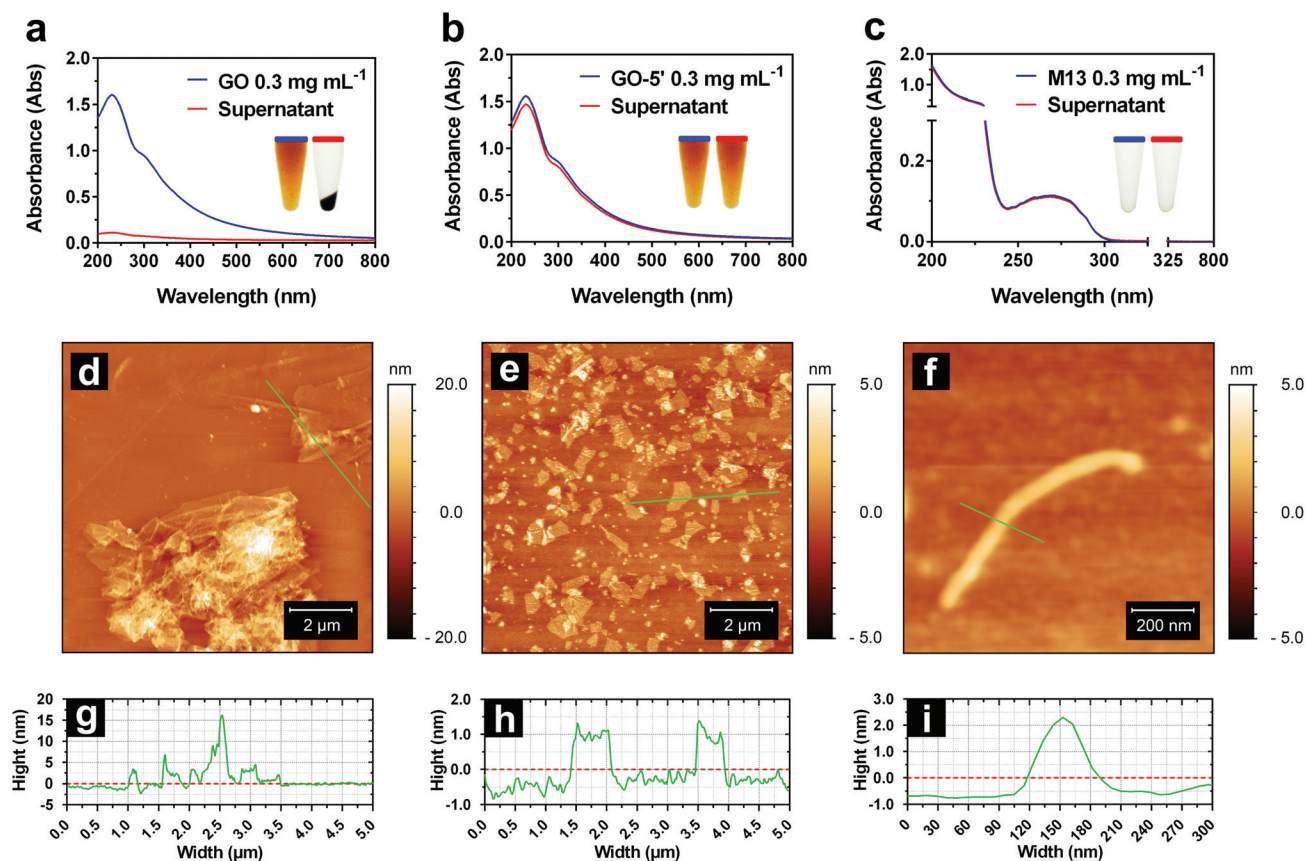 a
2.0
1.5
1.0
0.5
0.0
Absorbance (Abs)
GO 0.3 mg mL⁻¹
Supernatant
200 300 400 500 600 700 800
Wavelength (nm)
b
2.0
1.5
1.0
0.5
0.0
Absorbance (Abs)
GO-5' 0.3 mg mL⁻¹
Supernatant
200 300 400 500 600 700 800
Wavelength (nm)
c
2.0
1.0
0.2
0.0
Absorbance (Abs)
M13 0.3 mg mL⁻¹
Supernatant
200 250 300 325 800
Wavelength (nm)
d
2 µm
nm
20.0
0.0
- 20.0
e
2 µm
nm
5.0
0.0
- 5.0
f
200 nm
nm
5.0
0.0
- 5.0
g
20
15
10
5
0
-5
Hight (nm)
0.0 0.5 1.0 1.5 2.0 2.5 3.0 3.5 4.0 4.5 5.0
Width (µm)
h
2.0
1.0
0.0
-1.0
Hight (nm)
0.0 0.5 1.0 1.5 2.0 2.5 3.0 3.5 4.0 4.5 5.0
Width (µm)
i
3.0
2.0
1.0
0.0
-1.0
Hight (nm)
0 30 60 90 120 150 180 210 240 270 300
Width (nm)